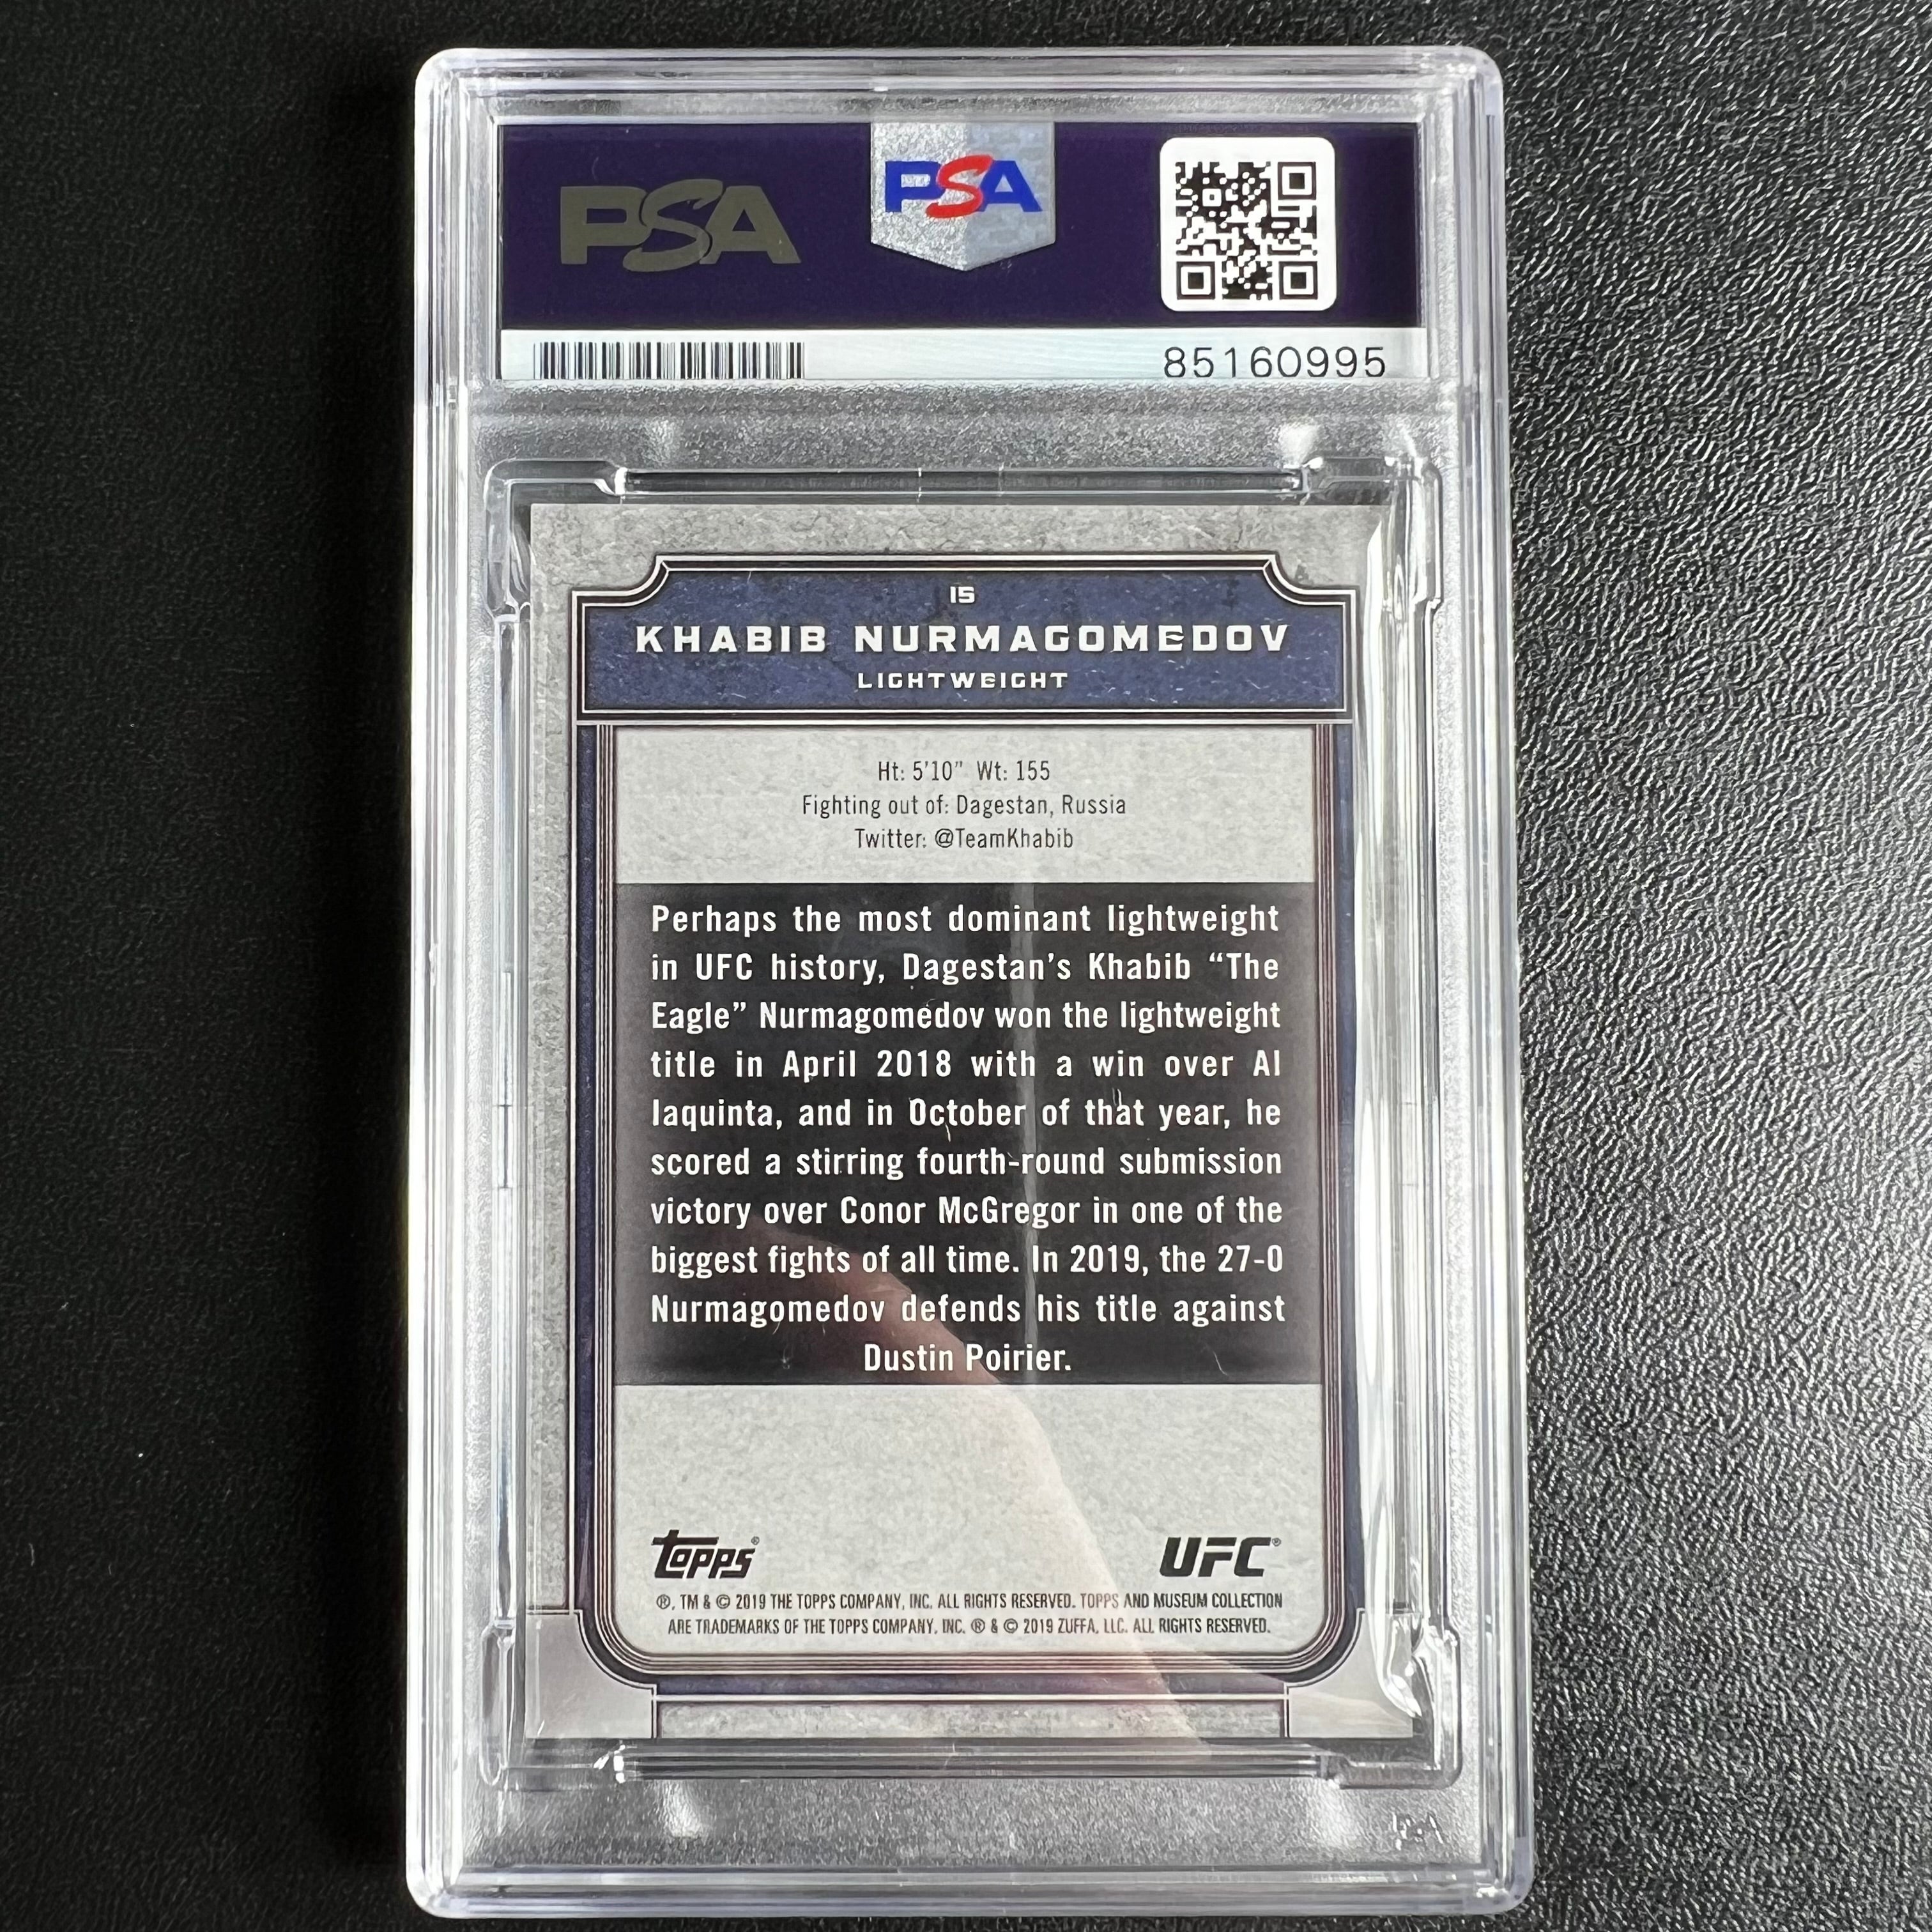 PSA
PSA
85160995
15
KHABIB NURMAGOMEDOV
LIGHTWEIGHT
Ht: 5'10" Wt: 155
Fighting out of: Dagestan, Russia
Twitter: @TeamKhabib
Perhaps the most dominant lightweight
in UFC history, Dagestan's Khabib “The
Eagle” Nurmagomedov won the lightweight
title in April 2018 with a win over Al
Iaquinta, and in October of that year, he
scored a stirring fourth-round submission
victory over Conor McGregor in one of the
biggest fights of all time. In 2019, the 27-0
Nurmagomedov defends his title against
Dustin Poirier.
topps®
UFC®
®, TM & © 2019 THE TOPPS COMPANY, INC. ALL RIGHTS RESERVED. TOPPS AND MUSEUM COLLECTION
ARE TRADEMARKS OF THE TOPPS COMPANY, INC. ® & © 2019 ZUFFA, LLC. ALL RIGHTS RESERVED.